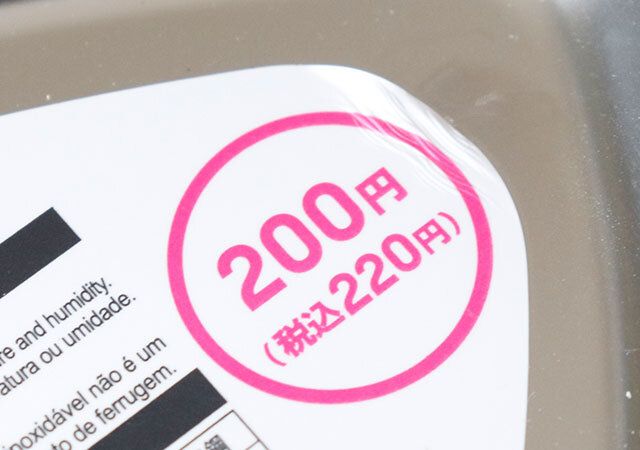 200円
(税込220円)
re and humidity.
atura ou umidade.
inoxidável não é um
to de ferrugem.